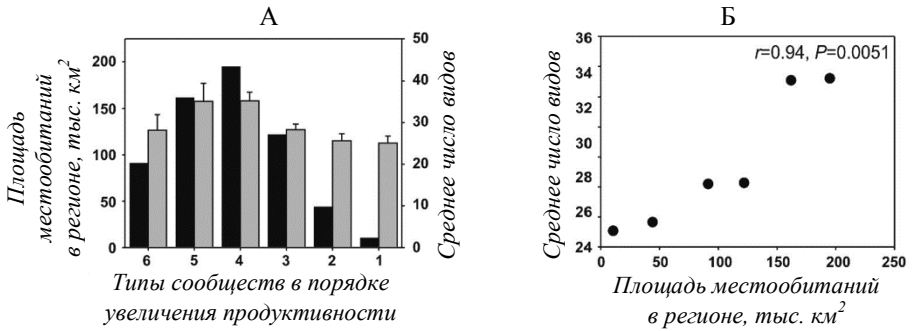 А
Площадь
местообитаний
в регионе, тыс. км²
200
150
100
50
0
50
40
30
20
10
0
Среднее число видов
6 5 4 3 2 1
Типы сообществ в порядке
увеличения продуктивности
Б
Среднее число видов
36
34
32
28
26
24
r=0.94, P=0.0051
0 50 100 150 200 250
Площадь местообитаний
в регионе, тыс. км²